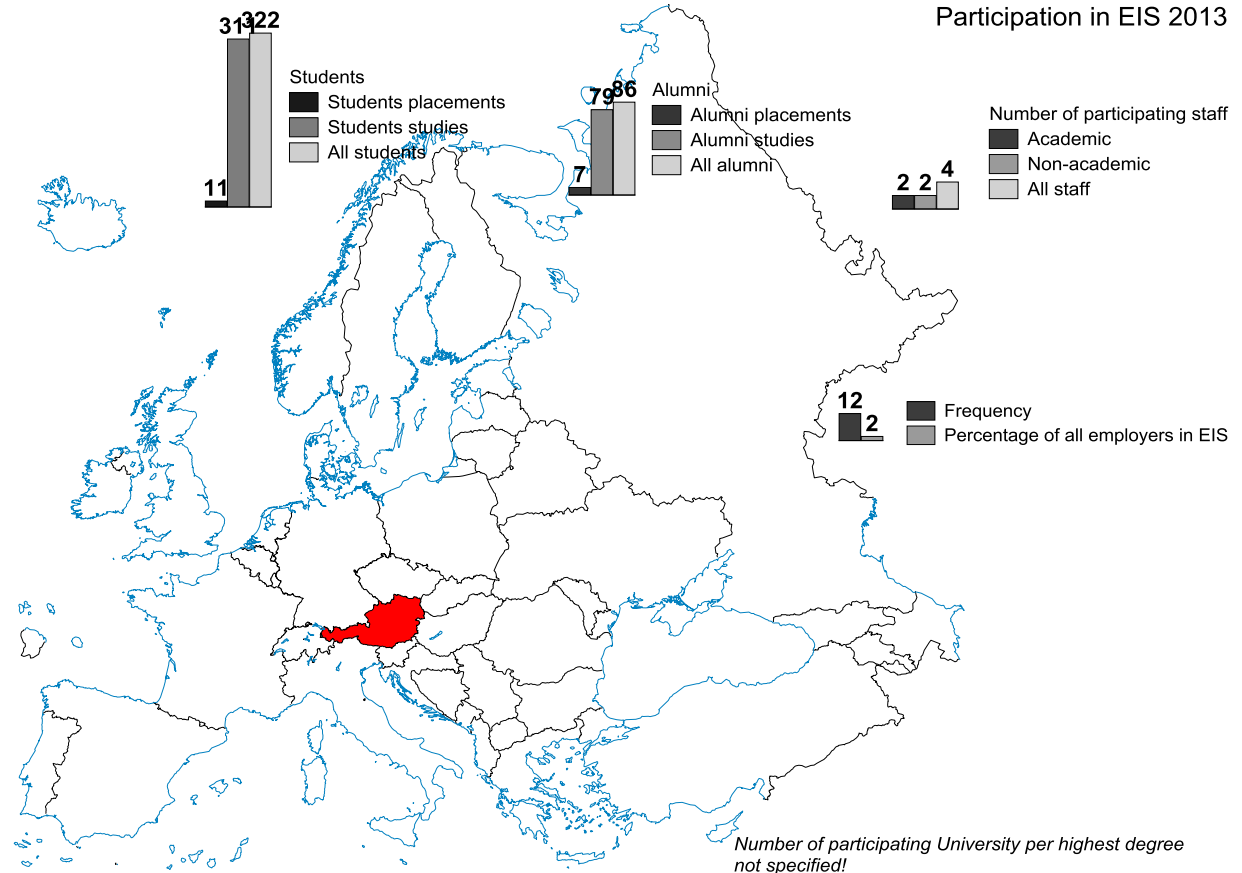 Participation in EIS 2013
311
322
11
Students
Students placements
Students studies
All students
79
86
7
Alumni
Alumni placements
Alumni studies
All alumni
2
2
4
Number of participating staff
Academic
Non-academic
All staff
12
2
Frequency
Percentage of all employers in EIS
Number of participating University per highest degree
not specified!